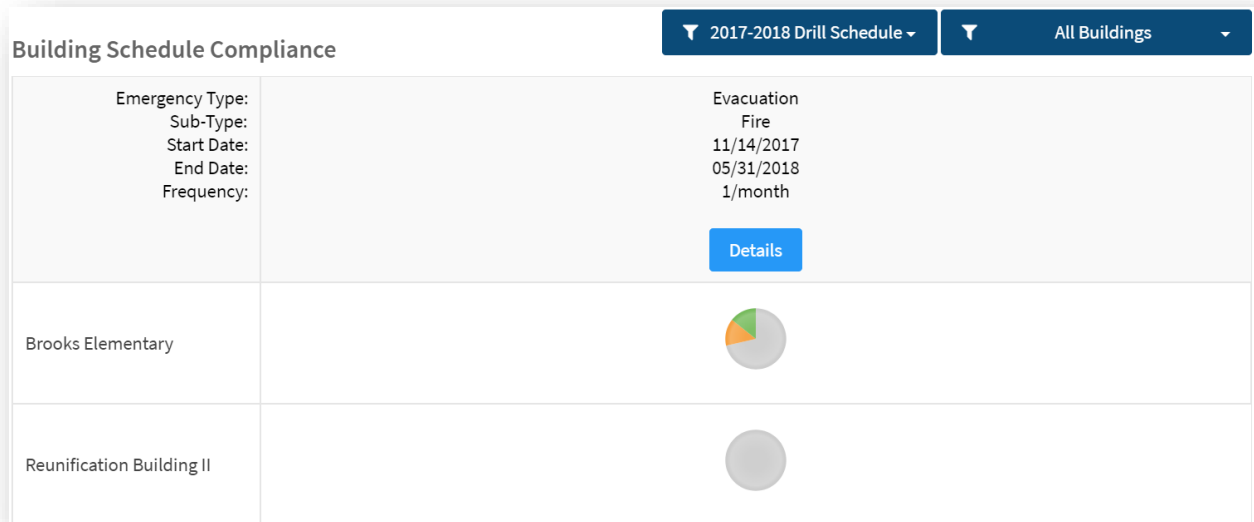 2017-2018 Drill Schedule
All Buildings
Building Schedule Compliance
Emergency Type: Evacuation
Sub-Type: Fire
Start Date: 11/14/2017
End Date: 05/31/2018
Frequency: 1/month
Details
Brooks Elementary
Reunification Building II